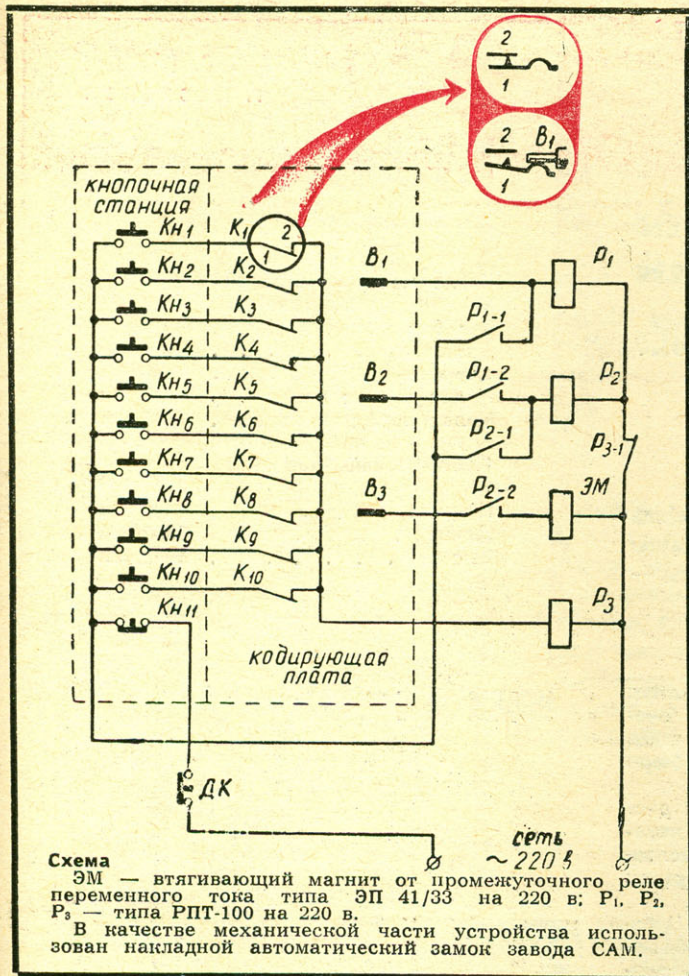 2
1
2 В₁
1
КНОПОЧНАЯ
СТАНЦИЯ
Кн₁ К₁ 1 2
Кн₂ К₂
Кн₃ К₃
Кн₄ К₄
Кн₅ К₅
Кн₆ К₆
Кн₇ К₇
Кн₈ К₈
Кн₉ К₉
Кн₁₀ К₁₀
Кн₁₁
кодирующая
плата
В₁ Р₁
Р₁₋₁
В₂ Р₁₋₂ Р₂
Р₂₋₁ Р₃₋₁
В₃ Р₂₋₂ ЭМ
Р₃
ДК
сеть
~ 220 в
Схема
ЭМ — втягивающий магнит от промежуточного реле
переменного тока типа ЭП 41/33 на 220 в; Р₁, Р₂,
Р₃ — типа РПТ-100 на 220 в.
В качестве механической части устройства исполь-
зован накладной автоматический замок завода САМ.